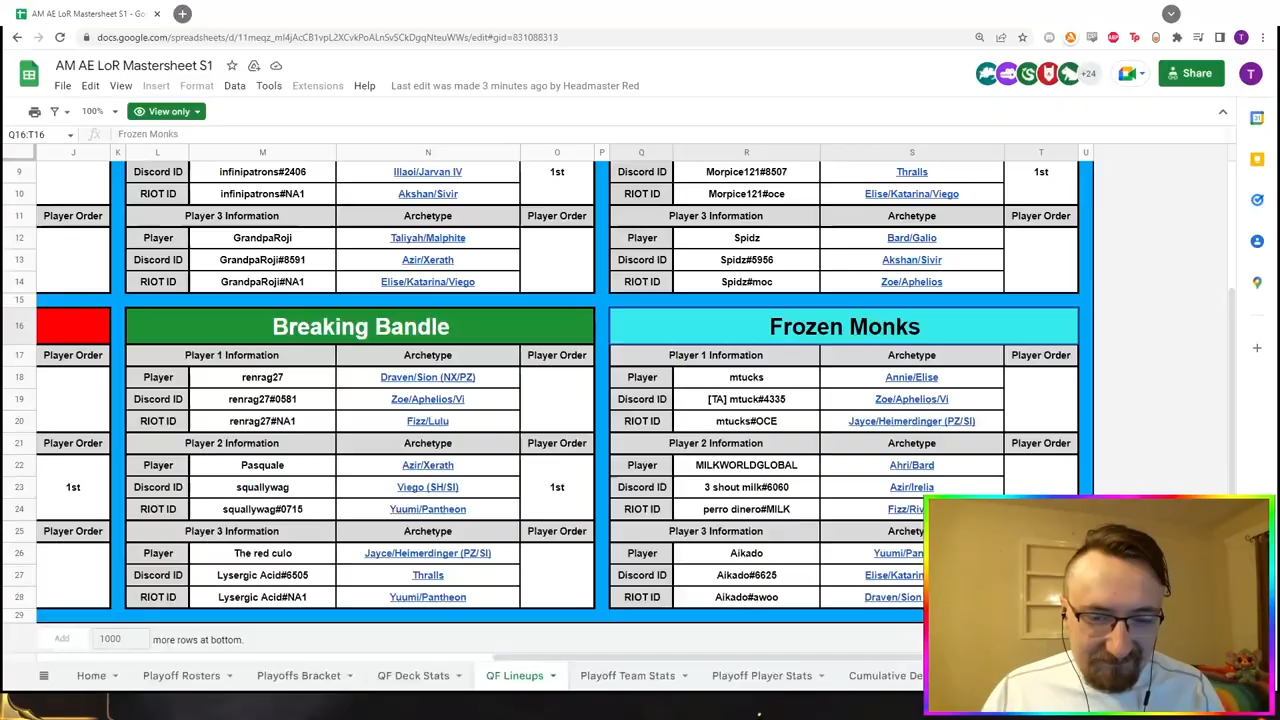 AM AE LoR Mastersheet S1 - Go
docs.google.com/spreadsheets/d/11meqz_mI4jAcCB1vpL2XCvkPoALnSvSCkDgqNteuWWs/edit#gid=831088313
AM AE LoR Mastersheet S1
+24
Share
T
File Edit View Insert Format Data Tools Extensions Help Last edit was made 3 minutes ago by Headmaster Red
100% View only
Q16:T16 fx Frozen Monks
J K L M N O P Q R S T U
9 Discord ID infinipatrons#2406 Illaoi/Jarvan IV 1st Discord ID Morpice121#8507 Thralls 1st
10 RIOT ID infinipatrons#NA1 Akshan/Sivir RIOT ID Morpice121#oce Elise/Katarina/Viego
11 Player Order Player 3 Information Archetype Player Order Player 3 Information Archetype Player Order
12 Player GrandpaRoji Taliyah/Malphite Player Spidz Bard/Galio
13 Discord ID GrandpaRoji#8591 Azir/Xerath Discord ID Spidz#5956 Akshan/Sivir
14 RIOT ID GrandpaRoji#NA1 Elise/Katarina/Viego RIOT ID Spidz#moc Zoe/Aphelios
15
16 Breaking Bandle Frozen Monks
17 Player Order Player 1 Information Archetype Player Order Player 1 Information Archetype Player Order
18 Player renrag27 Draven/Sion (NX/PZ) Player mtucks Annie/Elise
19 Discord ID renrag27#0581 Zoe/Aphelios/Vi Discord ID [TA] mtuck#4335 Zoe/Aphelios/Vi
20 RIOT ID renrag27#NA1 Fizz/Lulu RIOT ID mtucks#OCE Jayce/Heimerdinger (PZ/SI)
21 Player Order Player 2 Information Archetype Player Order Player 2 Information Archetype Player Order
22 Player Pasquale Azir/Xerath Player MILKWORLDGLOBAL Ahri/Bard
23 1st Discord ID squallywag Viego (SH/SI) 1st Discord ID 3 shout milk#6060 Azir/Irelia
24 RIOT ID squallywag#0715 Yuumi/Pantheon RIOT ID perro dinero#MILK Fizz/Riv
25 Player Order Player 3 Information Archetype Player Order Player 3 Information Archety
26 Player The red culo Jayce/Heimerdinger (PZ/SI) Player Aikado Yuumi/Pan
27 Discord ID Lysergic Acid#6505 Thralls Discord ID Aikado#6625 Elise/Katarin
28 RIOT ID Lysergic Acid#NA1 Yuumi/Pantheon RIOT ID Aikado#awoo Draven/Sion
29
Add 1000 more rows at bottom.
Home Playoff Rosters Playoffs Bracket QF Deck Stats QF Lineups Playoff Team Stats Playoff Player Stats Cumulative De